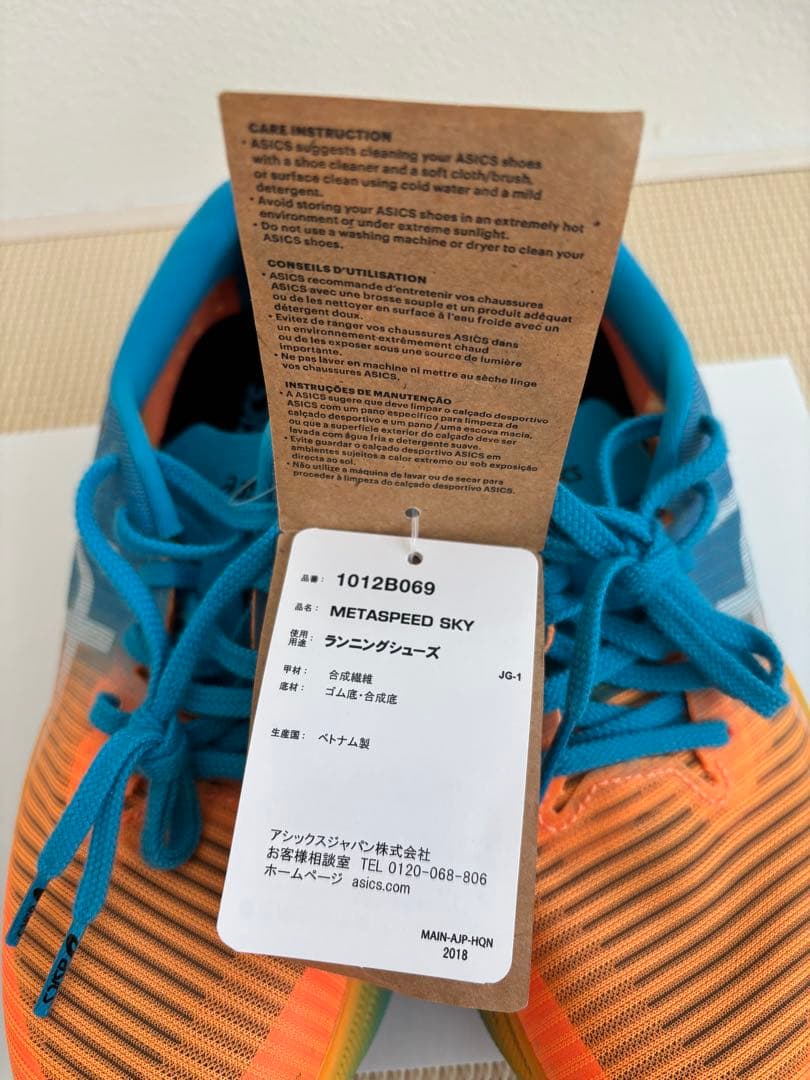 CARE INSTRUCTION
• ASICS suggests cleaning your ASICS shoes
with a shoe cleaner and a soft cloth/brush,
or surface clean using cold water and a mild
detergent.
• Avoid storing your ASICS shoes in an extremely hot
environment or under extreme sunlight.
• Do not use a washing machine or dryer to clean your
ASICS shoes.
CONSEILS D'UTILISATION
• ASICS recommande d'entretenir vos chaussures
ASICS avec une brosse souple et un produit adéquat
ou de les nettoyer en surface à l'eau froide avec un
détergent doux.
• Evitez de ranger vos chaussures ASICS dans
un environnement extrêmement chaud
ou de les exposer sous une source de lumière
importante.
• Ne pas laver en machine ni mettre au sèche linge
vos chaussures ASICS.
INSTRUÇÕES DE MANUTENÇÃO
• A ASICS sugere que deve limpar o calçado desportivo
ASICS com um pano específico para limpeza de
calçado desportivo e um pano / uma escova macia,
ou que a superfície exterior do calçado deve ser
lavada com água fria e detergente suave.
• Evite guardar o calçado desportivo ASICS em
ambientes sujeitos a calor extremo ou sob exposição
directa ao sol.
• Não utilize a máquina de lavar ou de secar para
proceder à limpeza do calçado desportivo ASICS.
品番： 1012B069
品名： METASPEED SKY
使用用途： ランニングシューズ
JG-1
甲材： 合成繊維
底材： ゴム底・合成底
生産国： ベトナム製
アシックスジャパン株式会社
お客様相談室 TEL 0120-068-806
ホームページ asics.com
MAIN-AJP-HQN
2018
asics